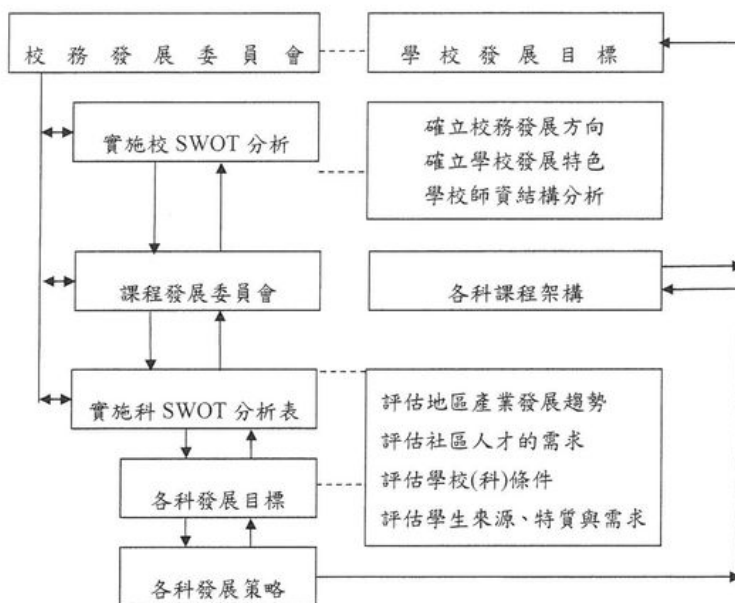 校務發展委員會
學校發展目標
實施校 SWOT 分析
確立校務發展方向
確立學校發展特色
學校師資結構分析
課程發展委員會
各科課程架構
實施科 SWOT 分析表
評估地區產業發展趨勢
評估社區人才的需求
評估學校(科)條件
評估學生來源、特質與需求
各科發展目標
各科發展策略